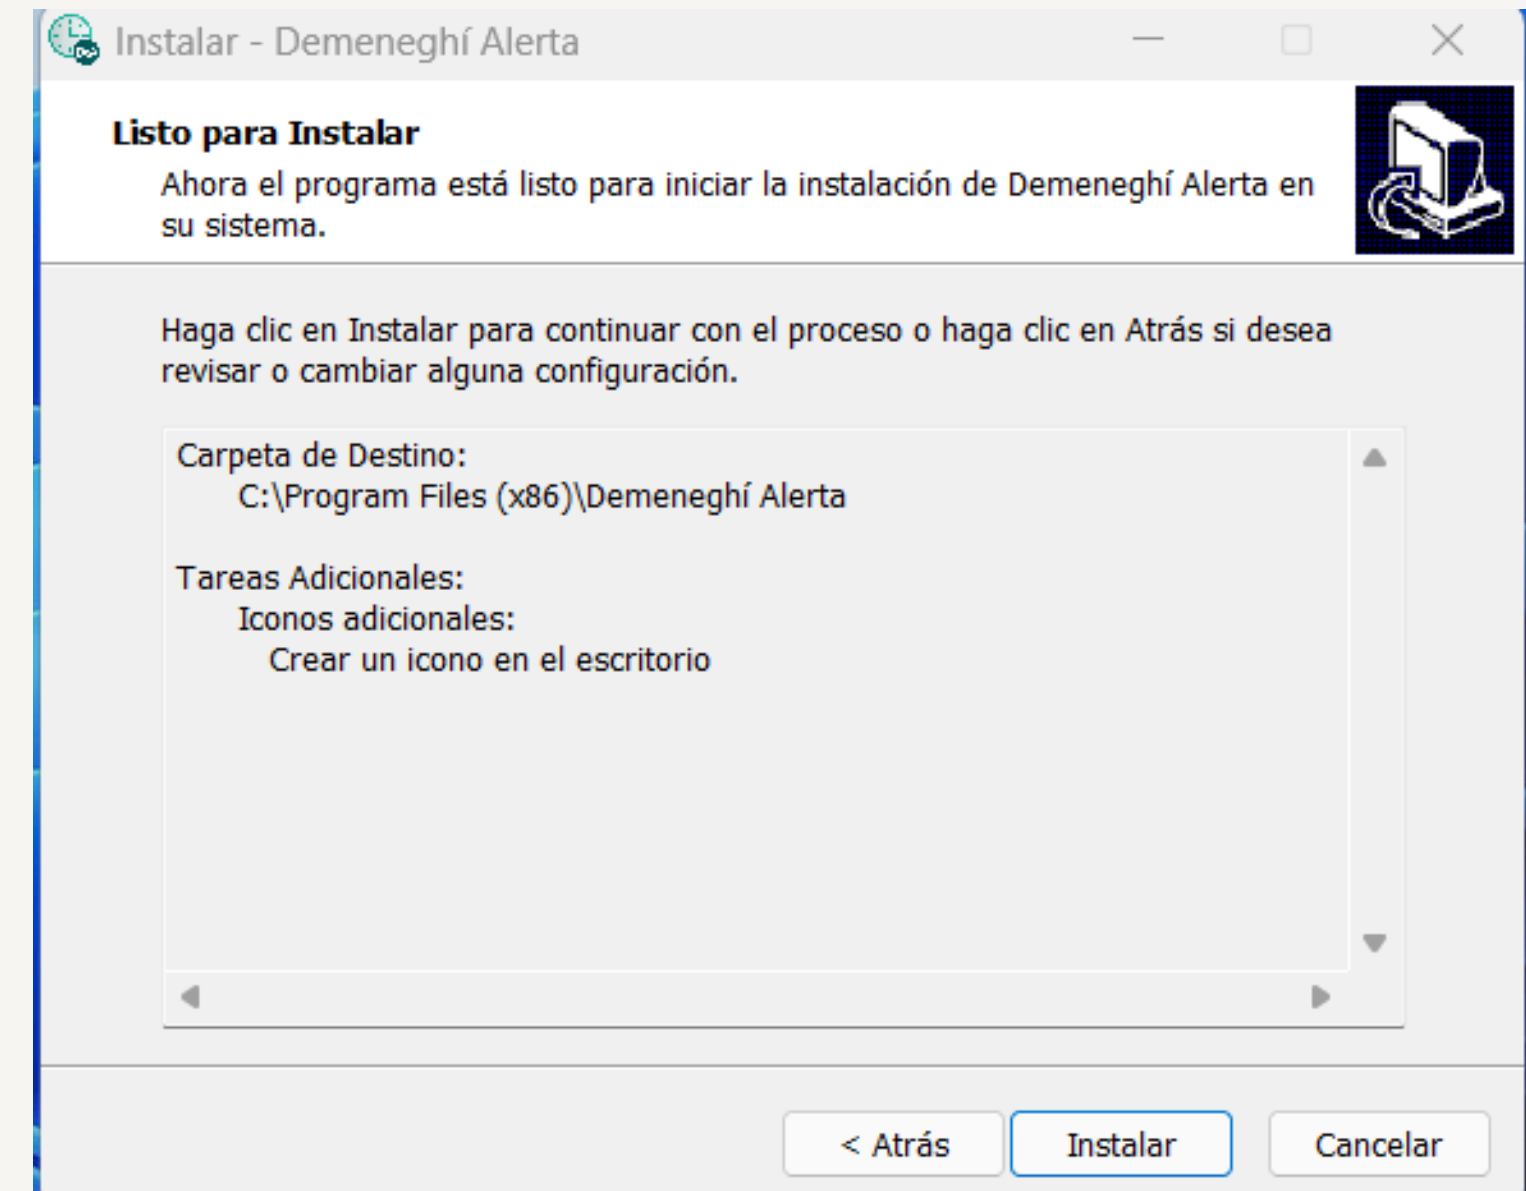 Instalar - Demeneghí Alerta
Listo para Instalar
Ahora el programa está listo para iniciar la instalación de Demeneghí Alerta en
su sistema.
Haga clic en Instalar para continuar con el proceso o haga clic en Atrás si desea
revisar o cambiar alguna configuración.
Carpeta de Destino:
C:\Program Files (x86)\Demeneghí Alerta
Tareas Adicionales:
Iconos adicionales:
Crear un icono en el escritorio
< Atrás
Instalar
Cancelar